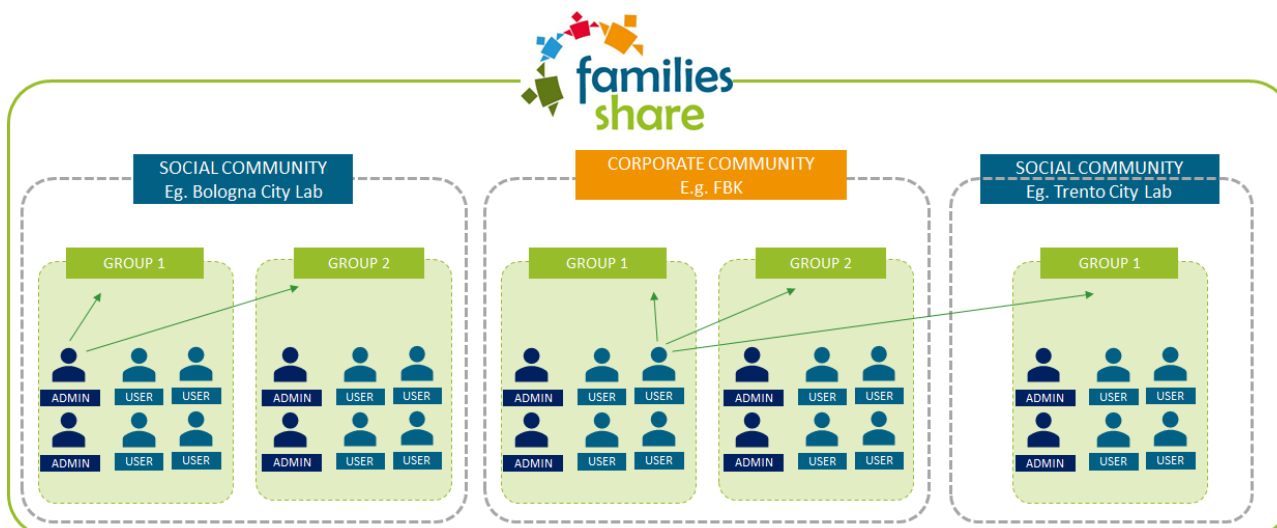 families
share
SOCIAL COMMUNITY
Eg. Bologna City Lab
CORPORATE COMMUNITY
E.g. FBK
SOCIAL COMMUNITY
Eg. Trento City Lab
GROUP 1
GROUP 2
GROUP 1
GROUP 2
GROUP 1
ADMIN USER USER
ADMIN USER USER
ADMIN USER USER
ADMIN USER USER
ADMIN USER USER
ADMIN USER USER
ADMIN USER USER
ADMIN USER USER
ADMIN USER USER
ADMIN USER USER